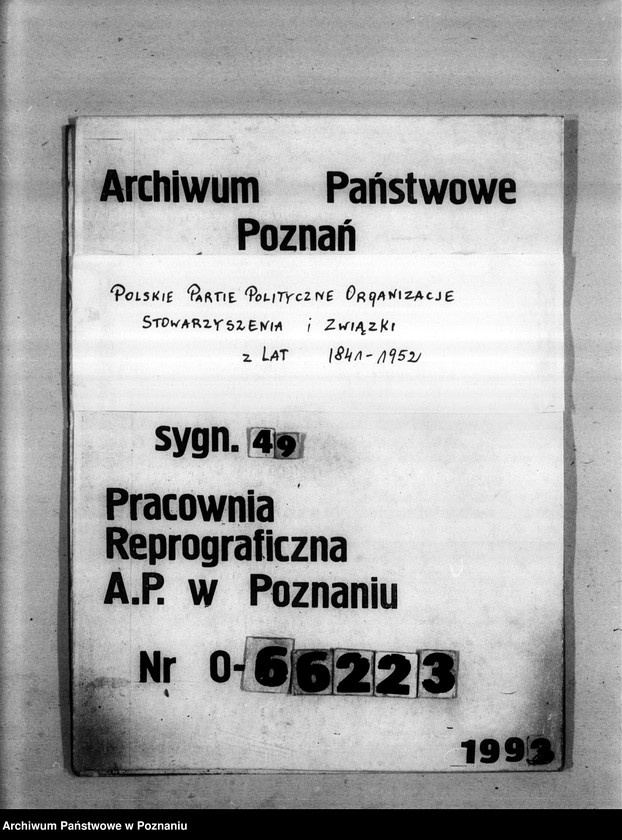 Archiwum Państwowe
Poznań
POLSKIE PARTIE POLITYCZNE ORGANIZACJE
STOWARZYSZENIA i ZWIĄZKI
z LAT 1841-1952
sygn. 49
Pracownia
Reprograficzna
A.P. w Poznaniu
Nr 0-66223
1993
Archiwum Państwowe w Poznaniu